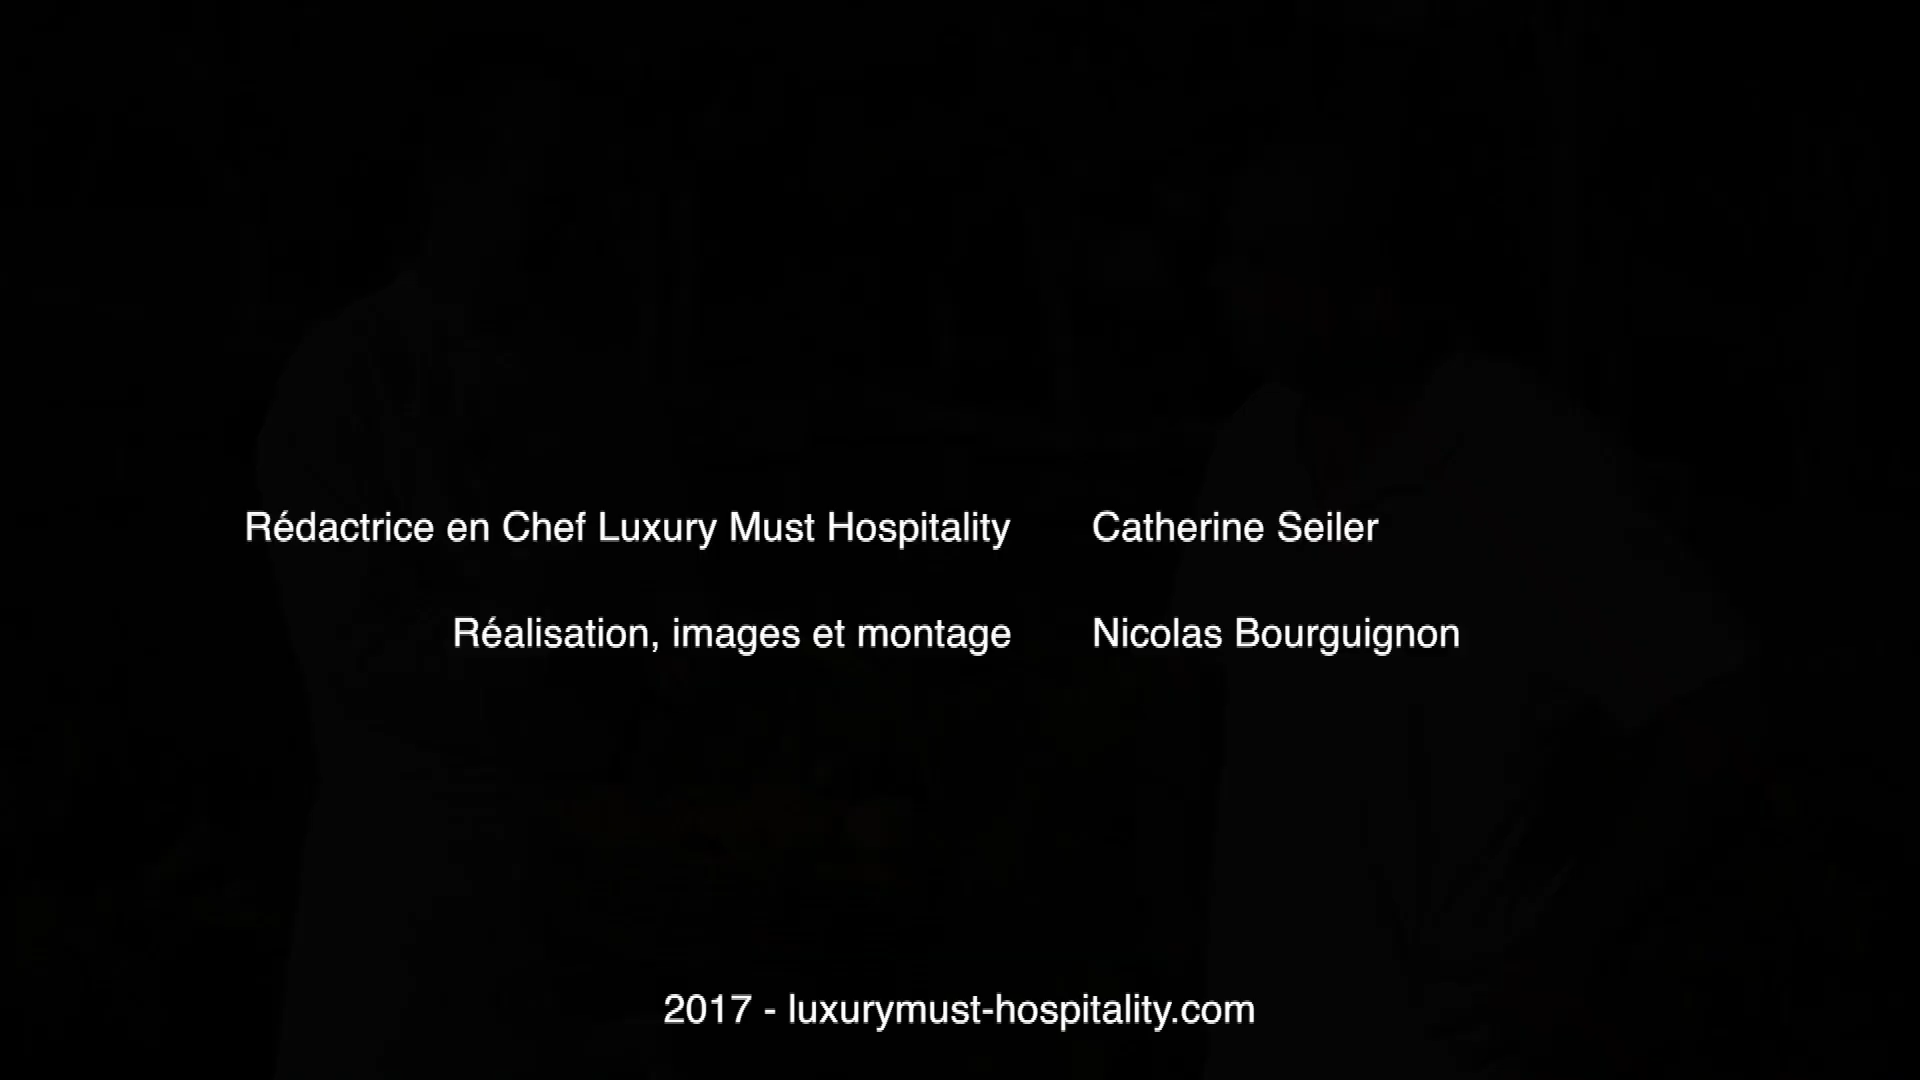 Rédactrice en Chef Luxury Must Hospitality Catherine Seiler
Réalisation, images et montage Nicolas Bourguignon
2017 - luxurymust-hospitality.com